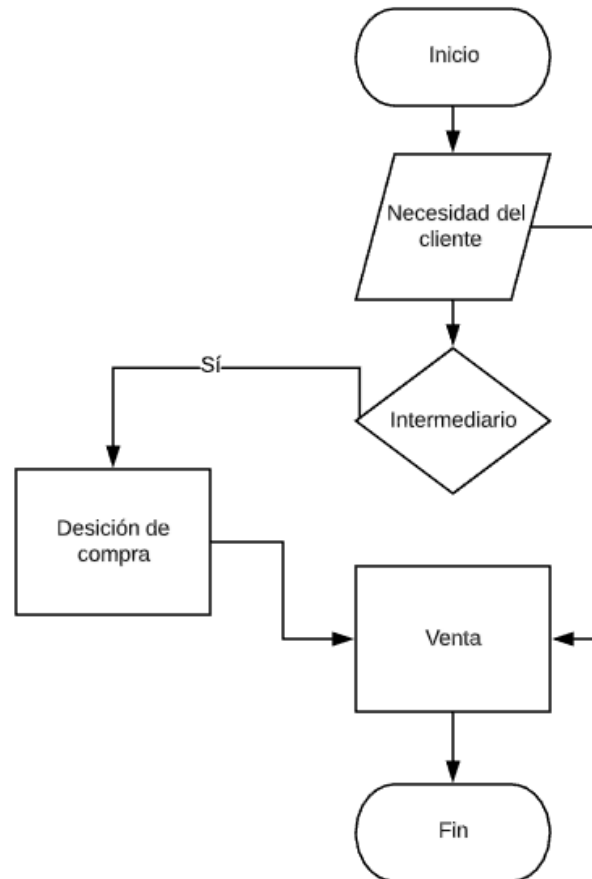 Inicio
Necesidad del
cliente
Sí
Intermediario
Desición de
compra
Venta
Fin